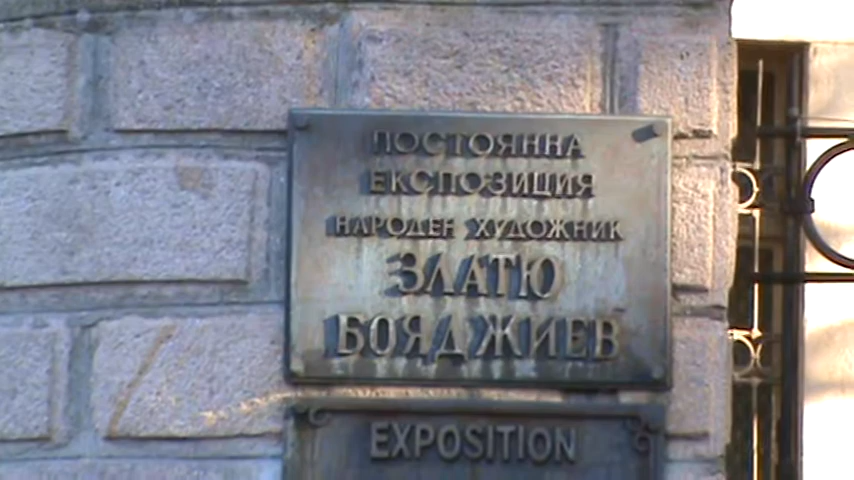 ПОСТОЯННА
ЕКСПОЗИЦИЯ
НАРОДЕН ХУДОЖНИК
ЗЛАТЮ
БОЯДЖИЕВ
EXPOSITION